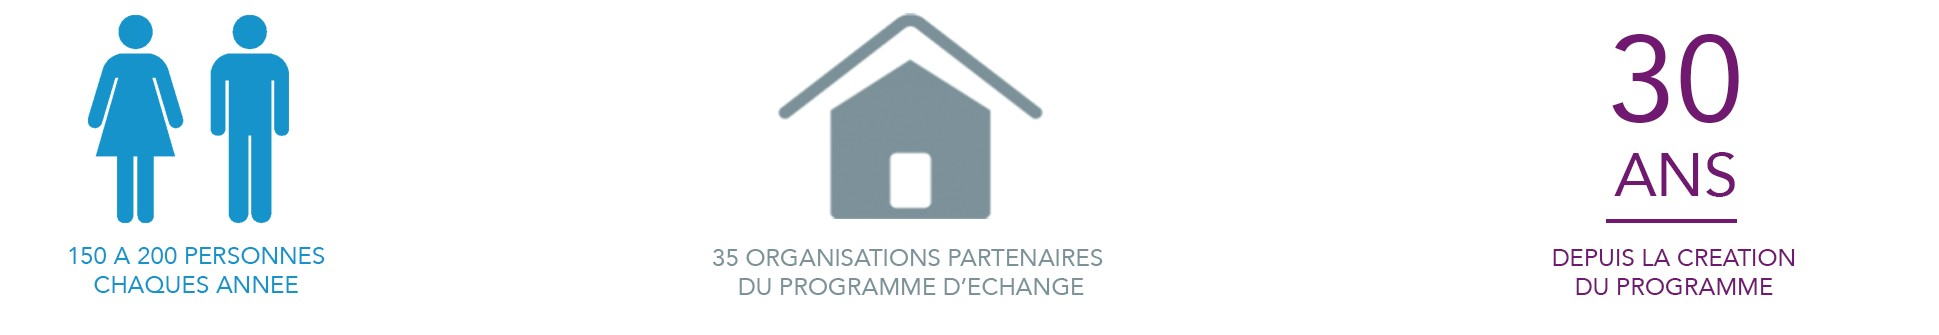 150 A 200 PERSONNES
CHAQUES ANNEE
35 ORGANISATIONS PARTENAIRES
DU PROGRAMME D’ECHANGE
30
ANS
DEPUIS LA CREATION
DU PROGRAMME